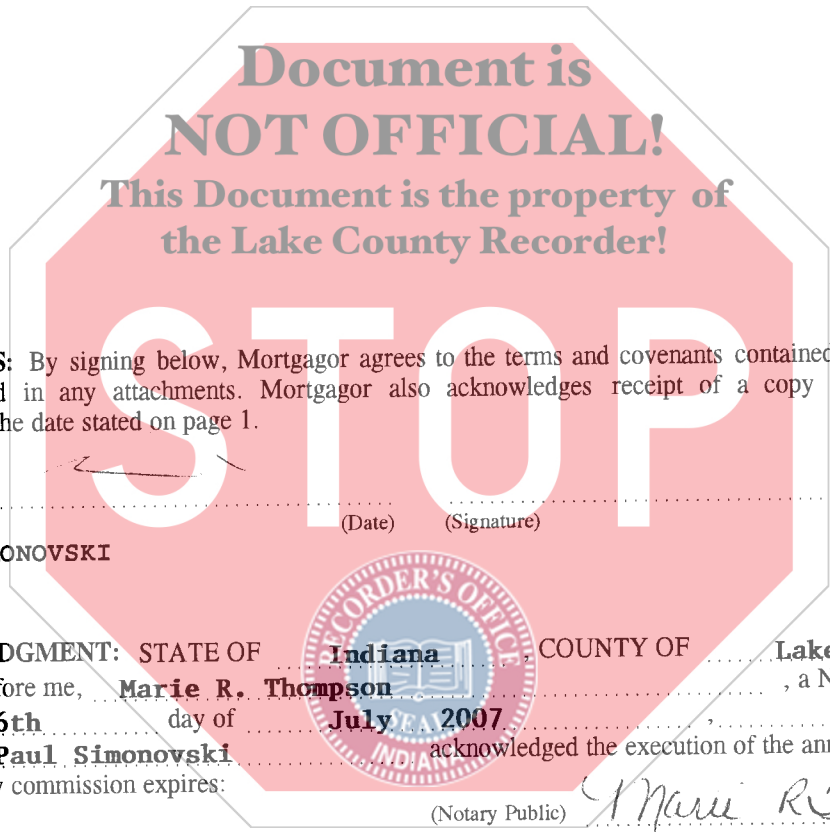 Document is
NOT OFFICIAL!
This Document is the property of
the Lake County Recorder!
STOP
S: By signing below, Mortgagor agrees to the terms and covenants contained
d in any attachments. Mortgagor also acknowledges receipt of a copy
he date stated on page 1.
(Date) (Signature)
ONOVSKI
RECORDER'S OFFICE
DGMENT: STATE OF Indiana , COUNTY OF Lake
fore me, Marie R. Thompson , a N
6th day of July 2007 ,
SEAL
Paul Simonovski acknowledged the execution of the ann
INDIANA
y commission expires:
(Notary Public) Marie R